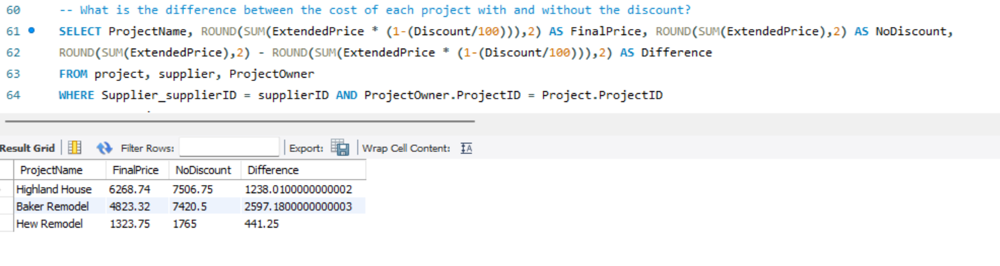 60 -- What is the difference between the cost of each project with and without the discount?
61 SELECT ProjectName, ROUND(SUM(ExtendedPrice * (1-(Discount/100))),2) AS FinalPrice, ROUND(SUM(ExtendedPrice),2) AS NoDiscount,
62 ROUND(SUM(ExtendedPrice),2) - ROUND(SUM(ExtendedPrice * (1-(Discount/100))),2) AS Difference
63 FROM project, supplier, ProjectOwner
64 WHERE Supplier_supplierID = supplierID AND ProjectOwner.ProjectID = Project.ProjectID
Result Grid Filter Rows: Export: Wrap Cell Content: IA
ProjectName FinalPrice NoDiscount Difference
Highland House 6268.74 7506.75 1238.0100000000002
Baker Remodel 4823.32 7420.5 2597.1800000000003
Hew Remodel 1323.75 1765 441.25